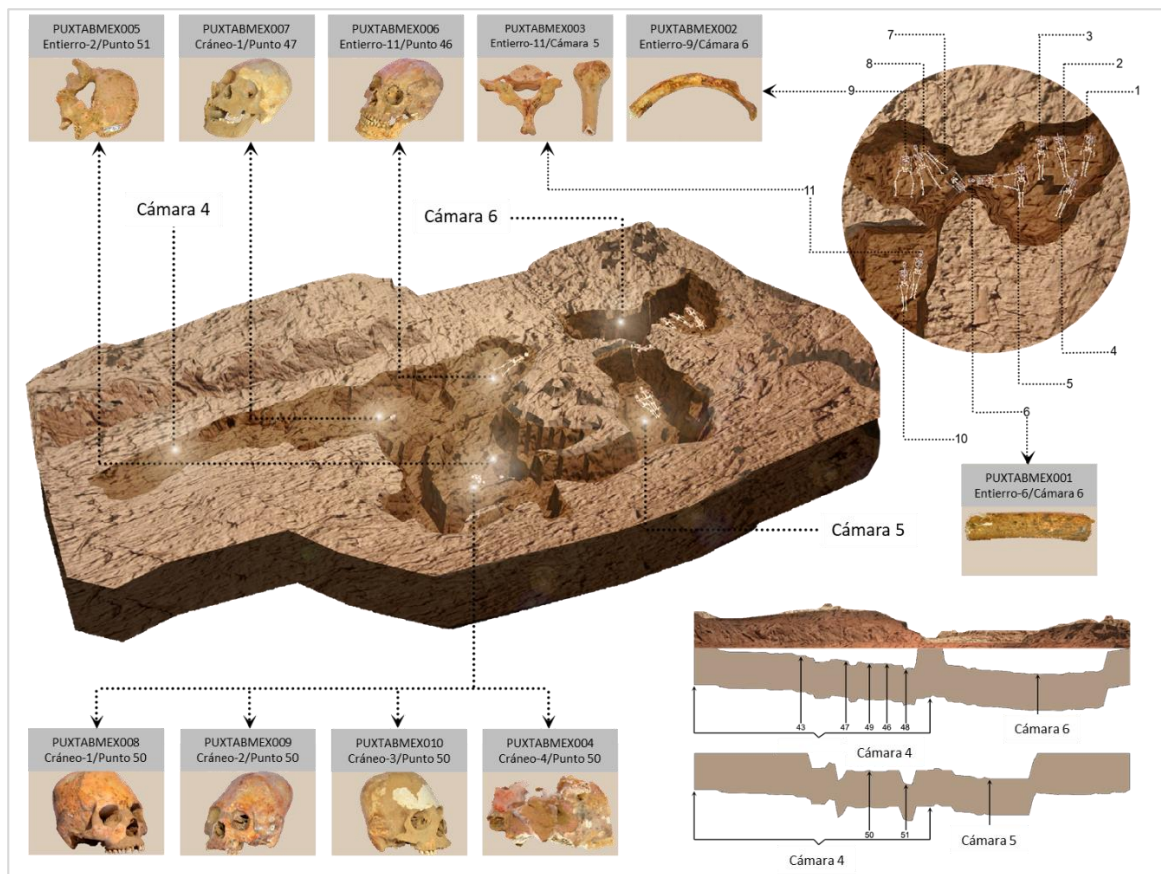 PUXTABMEX005
Entierro-2/Punto 51
PUXTABMEX007
Cráneo-1/Punto 47
PUXTABMEX006
Entierro-11/Punto 46
PUXTABMEX003
Entierro-11/Cámara 5
PUXTABMEX002
Entierro-9/Cámara 6
7
8
9
3
2
1
11
Cámara 4
Cámara 6
4
5
6
10
PUXTABMEX001
Entierro-6/Cámara 6
Cámara 5
43
47
49
46
48
Cámara 6
Cámara 4
50
51
Cámara 5
Cámara 4
PUXTABMEX008
Cráneo-1/Punto 50
PUXTABMEX009
Cráneo-2/Punto 50
PUXTABMEX010
Cráneo-3/Punto 50
PUXTABMEX004
Cráneo-4/Punto 50